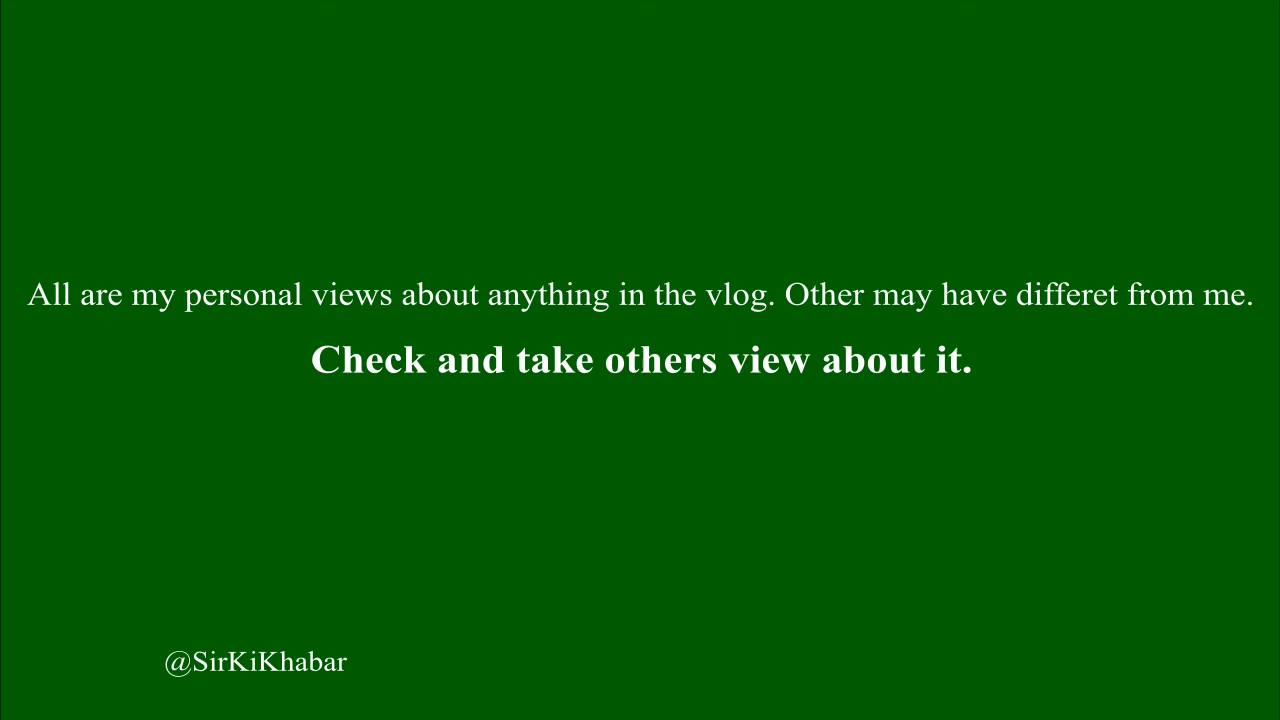 All are my personal views about anything in the vlog. Other may have differet from me.
Check and take others view about it.
@SirKiKhabar